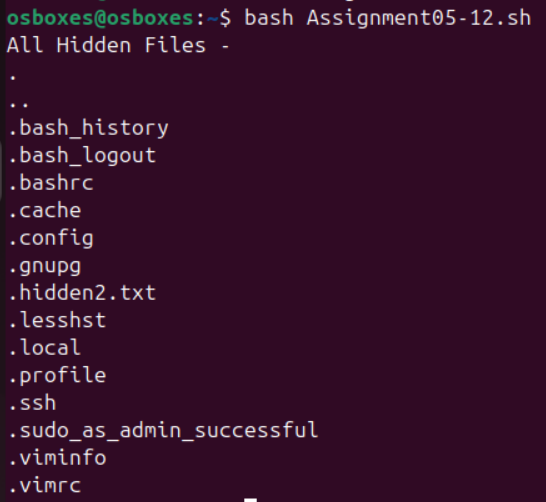 osboxes@osboxes:~$ bash Assignment05-12.sh
All Hidden Files -
.
..
.bash_history
.bash_logout
.bashrc
.cache
.config
.gnupg
.hidden2.txt
.lesshst
.local
.profile
.ssh
.sudo_as_admin_successful
.viminfo
.vimrc